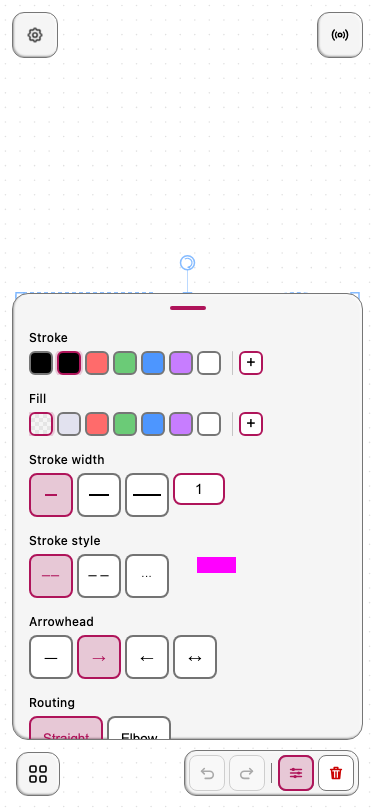 Stroke
+
Fill
+
Stroke width
1
Stroke style
Arrowhead
Routing
Straight Elbow